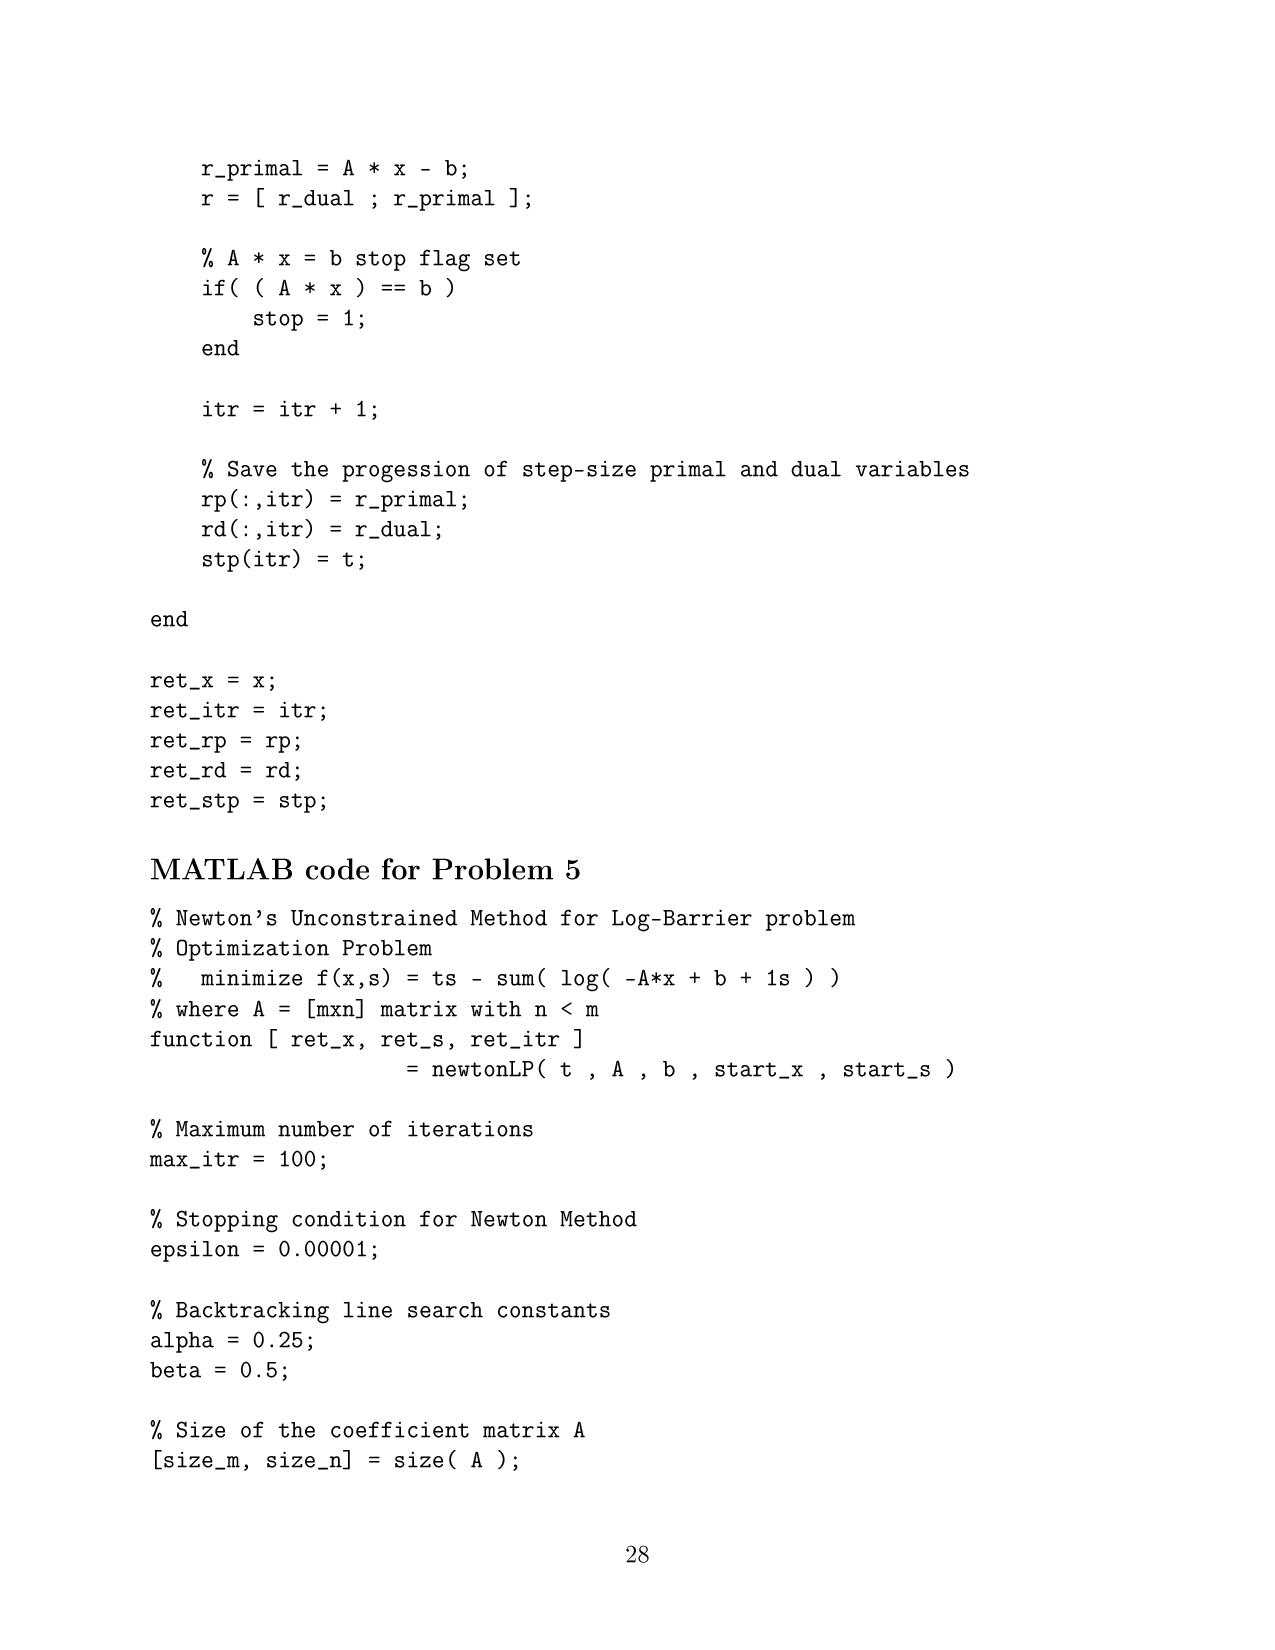 r_primal = A * x - b;
r = [ r_dual ; r_primal ];
% A * x = b stop flag set
if( ( A * x ) == b )
stop = 1;
end
itr = itr + 1;
% Save the progession of step-size primal and dual variables
rp(:,itr) = r_primal;
rd(:,itr) = r_dual;
stp(itr) = t;
end
ret_x = x;
ret_itr = itr;
ret_rp = rp;
ret_rd = rd;
ret_stp = stp;
MATLAB code for Problem 5
% Newton's Unconstrained Method for Log-Barrier problem
% Optimization Problem
%   minimize f(x,s) = ts - sum( log( -A*x + b + 1s ) )
% where A = [mxn] matrix with n < m
function [ ret_x, ret_s, ret_itr ]
= newtonLP( t , A , b , start_x , start_s )
% Maximum number of iterations
max_itr = 100;
% Stopping condition for Newton Method
epsilon = 0.00001;
% Backtracking line search constants
alpha = 0.25;
beta = 0.5;
% Size of the coefficient matrix A
[size_m, size_n] = size( A );
28